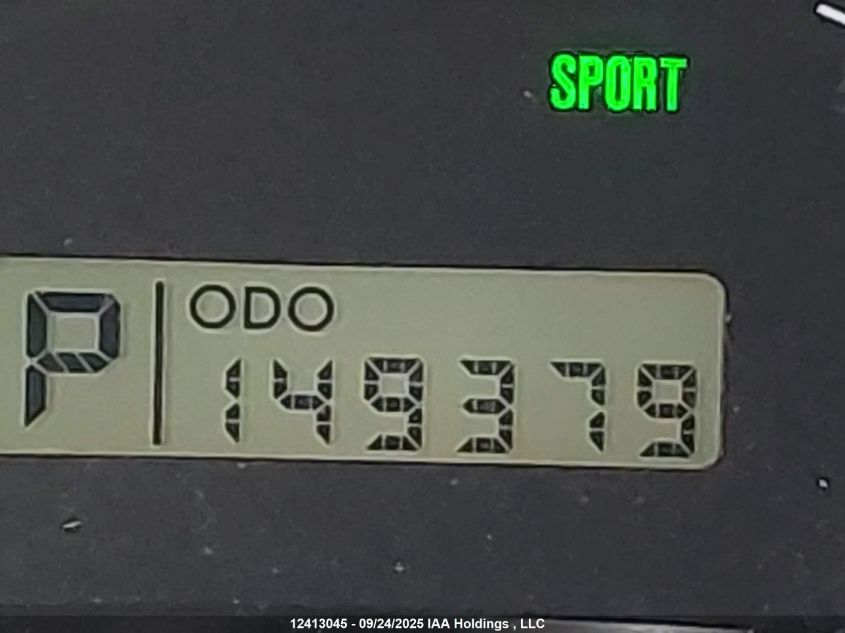 SPORT
P ODO
149379
12413045 - 09/24/2025 IAA Holdings , LLC